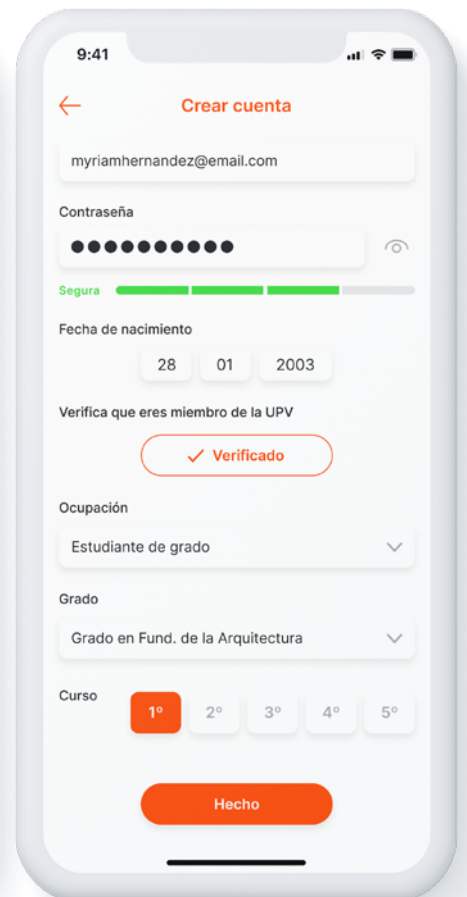 9:41
Crear cuenta
myriamhernandez@email.com
Contraseña
Segura
Fecha de nacimiento
28 01 2003
Verifica que eres miembro de la UPV
Verificado
Ocupación
Estudiante de grado
Grado
Grado en Fund. de la Arquitectura
Curso 1º 2º 3º 4º 5º
Hecho